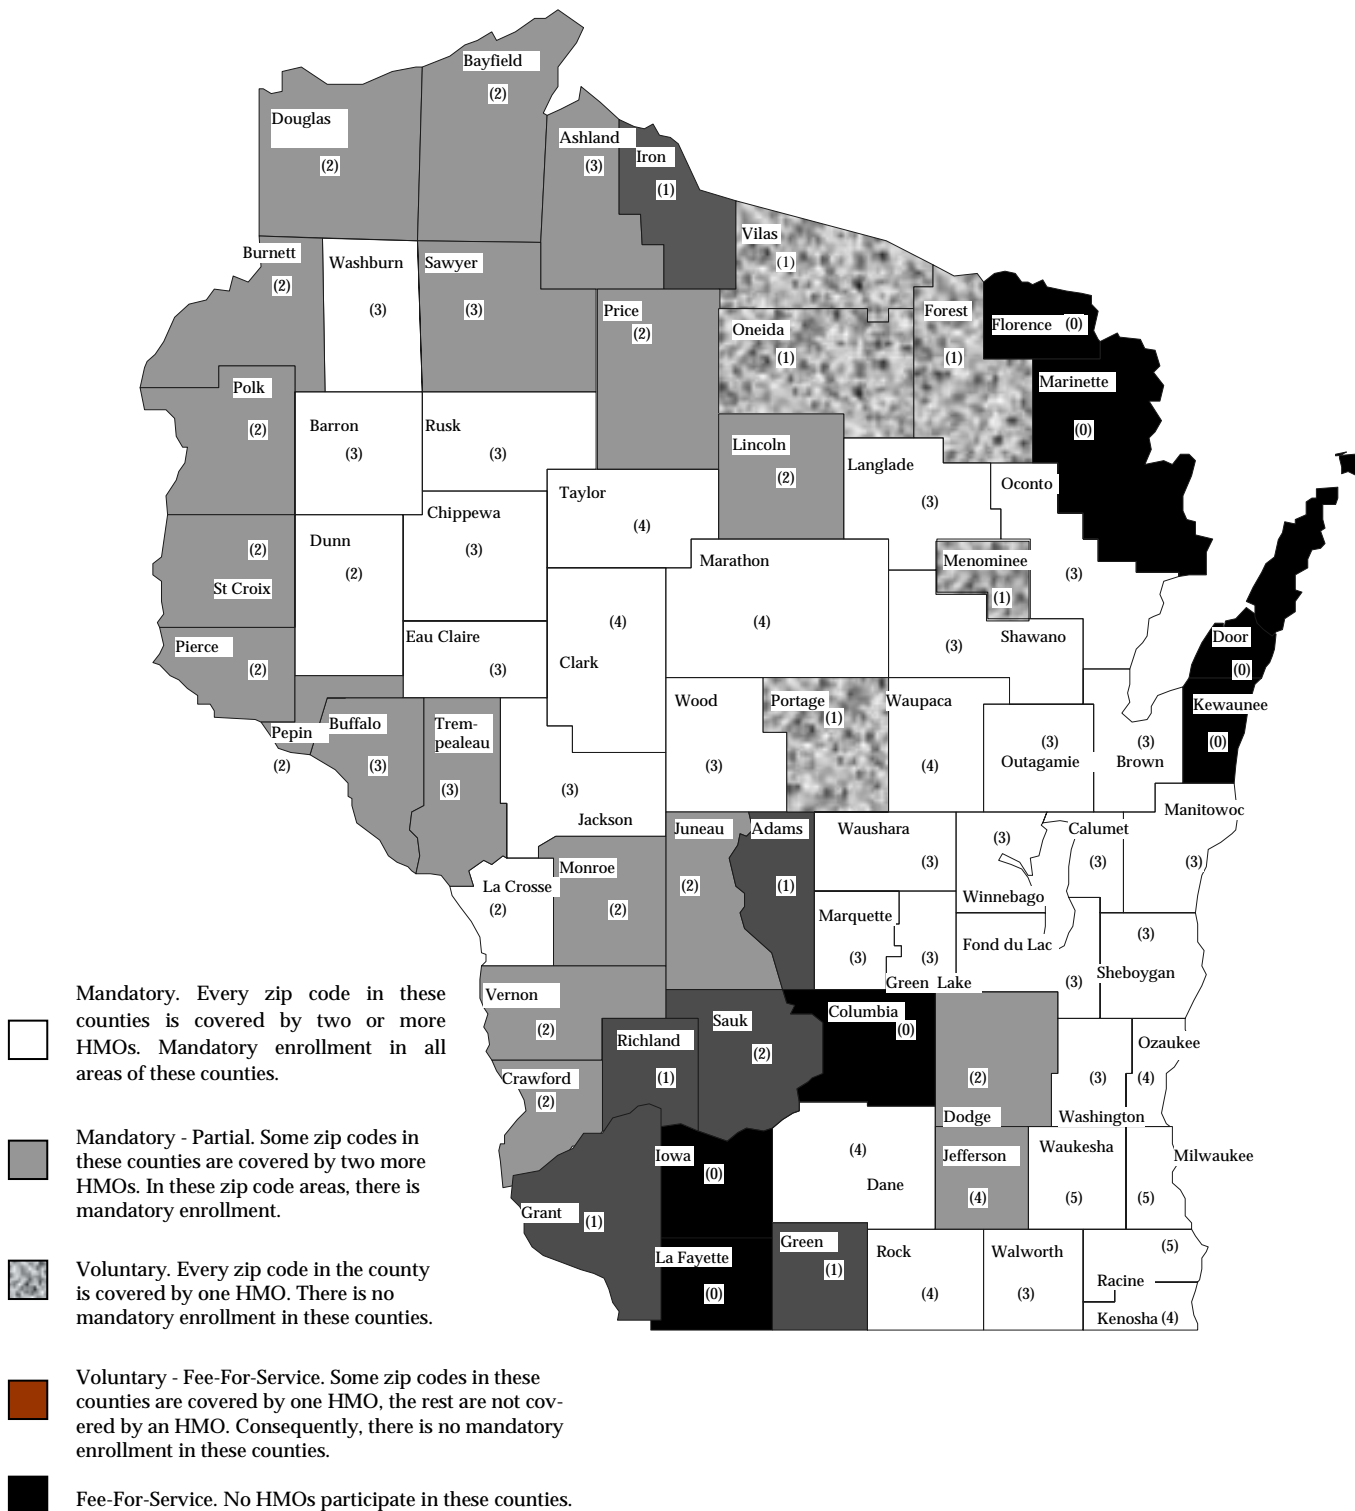 Bayfield
(2)
Douglas
(2)
Ashland
(3)
Iron
(1)
Vilas
(1)
Burnett
(2)
Washburn
(3)
Sawyer
(3)
Price
(2)
Oneida
(1)
Forest
(1)
Florence (0)
Marinette
(0)
Polk
(2)
Barron
(3)
Rusk
(3)
Lincoln
(2)
Langlade
(3)
Oconto
(3)
Taylor
(4)
Chippewa
(3)
Dunn
(2)
(2)
St Croix
Marathon
(4)
Menominee
(1)
Shawano
(3)
Pierce
(2)
Eau Claire
(3)
(4)
Clark
Door
(0)
Kewaunee
(0)
Wood
(3)
Portage
(1)
Waupaca
(4)
(3)
Outagamie
(3)
Brown
Pepin
(2)
Buffalo
(3)
Trem-
pealeau
(3)
(3)
Jackson
Manitowoc
(3)
Juneau
(2)
Adams
(1)
Waushara
(3)
(3)
Winnebago
Calumet
(3)
Monroe
(2)
La Crosse
(2)
Marquette
(3)
(3)
Green Lake
Fond du Lac
(3)
(3)
Sheboygan
Vernon
(2)
Richland
(1)
Sauk
(2)
Columbia
(0)
(2)
Dodge
(3)
Washington
Ozaukee
(4)
Crawford
(2)
Grant
(1)
Iowa
(0)
(4)
Dane
Jefferson
(4)
Waukesha
(5)
Milwaukee
(5)
La Fayette
(0)
Green
(1)
Rock
(4)
Walworth
(3)
(5)
Racine
Kenosha (4)
Mandatory. Every zip code in these
counties is covered by two or more
HMOs. Mandatory enrollment in all
areas of these counties.
Mandatory - Partial. Some zip codes in
these counties are covered by two more
HMOs. In these zip code areas, there is
mandatory enrollment.
Voluntary. Every zip code in the county
is covered by one HMO. There is no
mandatory enrollment in these counties.
Voluntary - Fee-For-Service. Some zip codes in these
counties are covered by one HMO, the rest are not cov-
ered by an HMO. Consequently, there is no mandatory
enrollment in these counties.
Fee-For-Service. No HMOs participate in these counties.